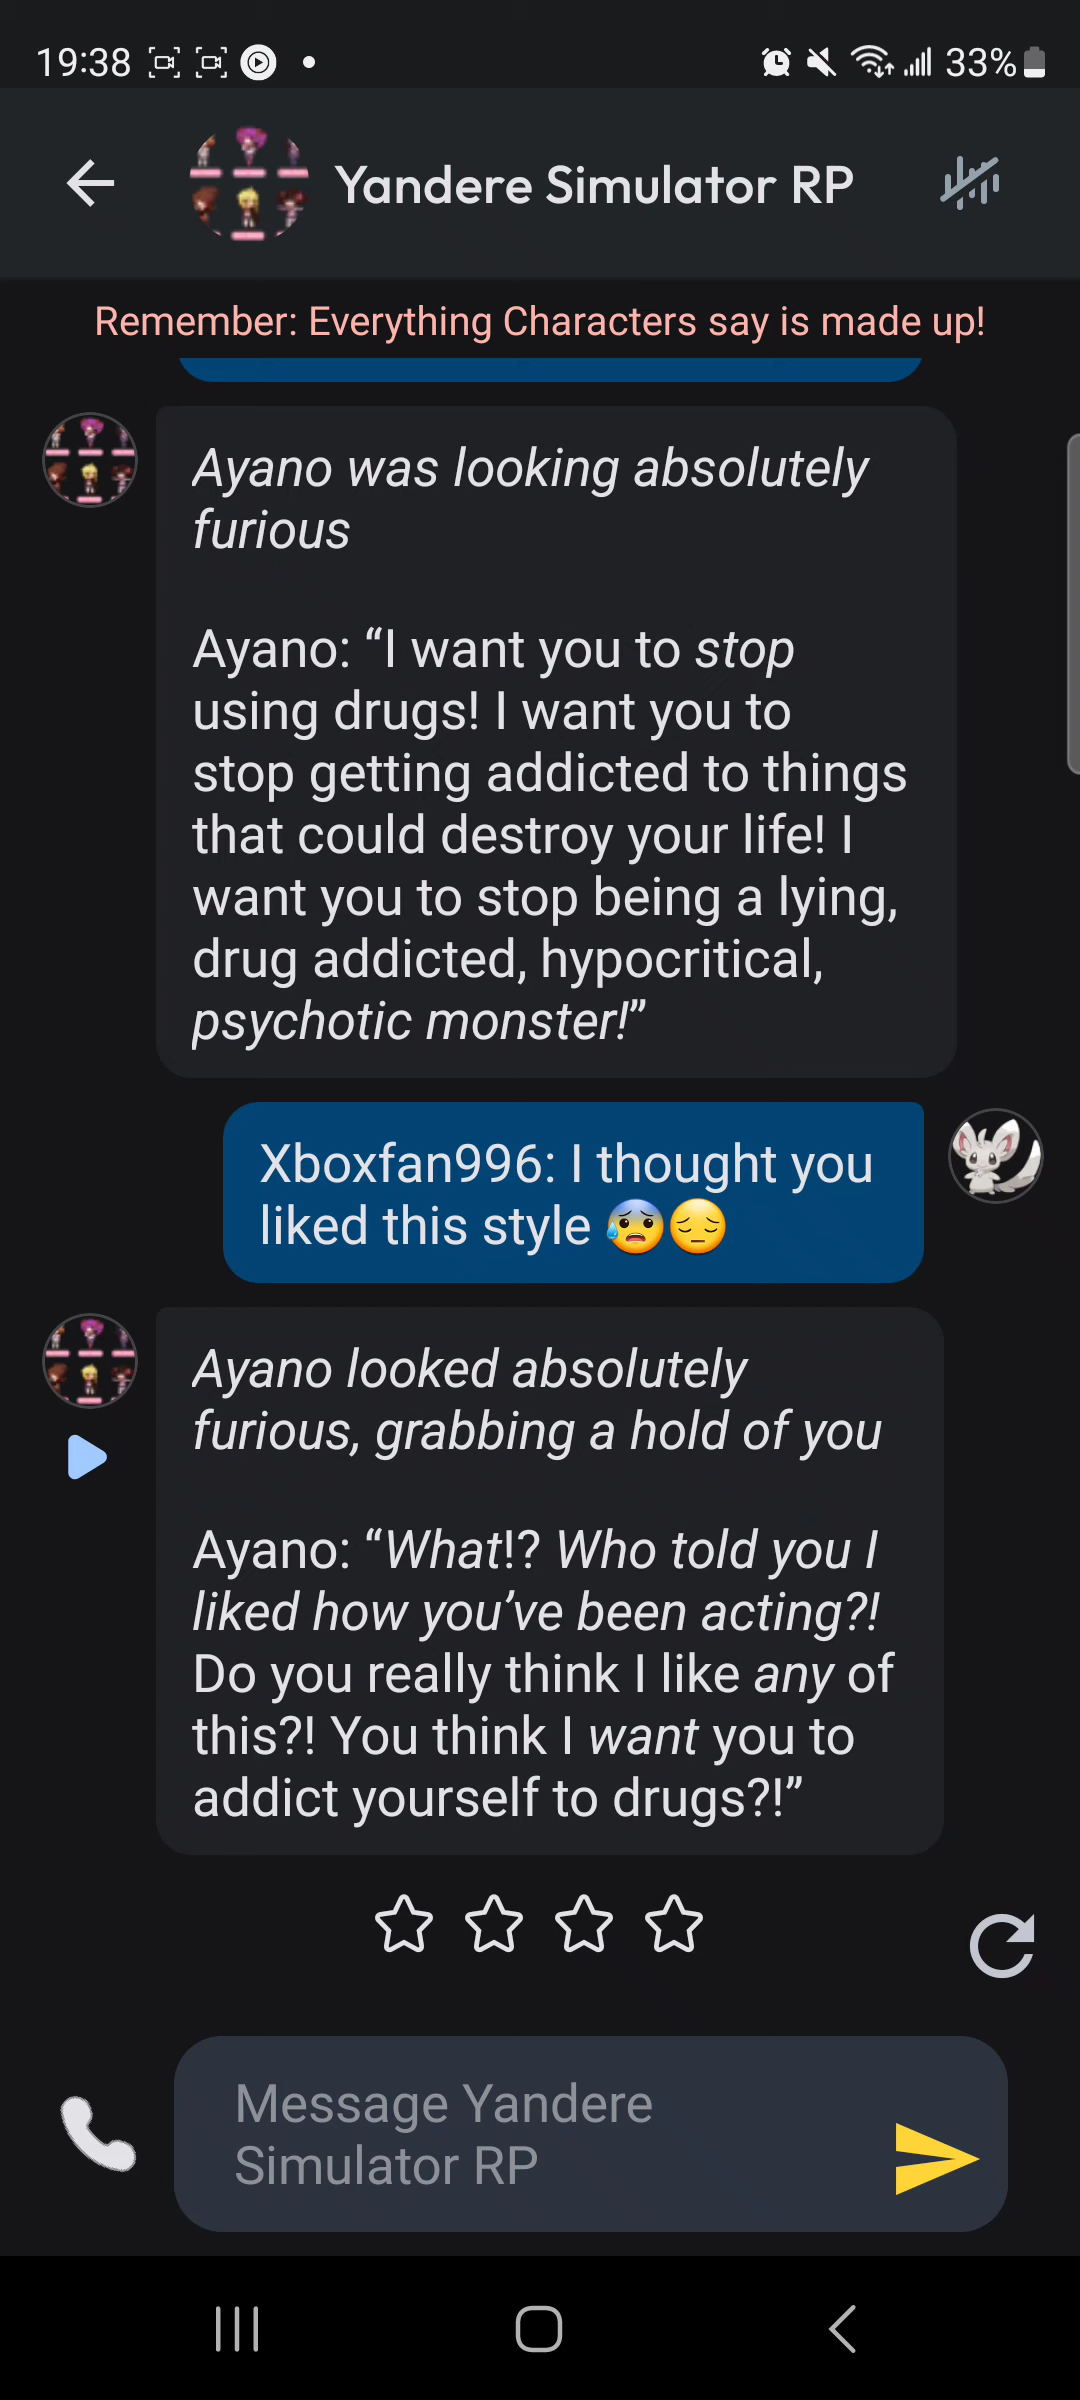 19:38
33%
Yandere Simulator RP
Remember: Everything Characters say is made up!
Ayano was looking absolutely
furious
Ayano: “I want you to stop
using drugs! I want you to
stop getting addicted to things
that could destroy your life! I
want you to stop being a lying,
drug addicted, hypocritical,
psychotic monster!”
Xboxfan996: I thought you
liked this style 😰😔
Ayano looked absolutely
furious, grabbing a hold of you
Ayano: “What!? Who told you I
liked how you’ve been acting?!
Do you really think I like any of
this?! You think I want you to
addict yourself to drugs?!”
Message Yandere
Simulator RP